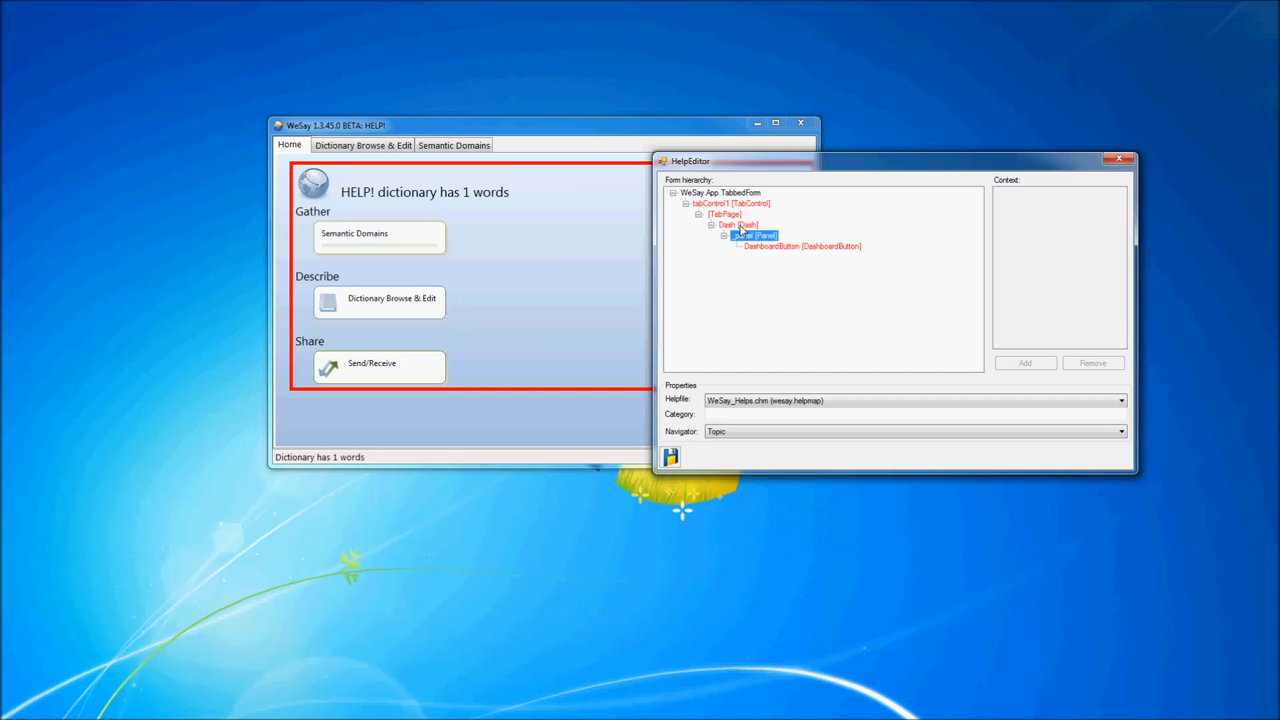 WeSay 1.3.45.0 BETA: HELP!
Home
Dictionary Browse & Edit
Semantic Domains
HELP! dictionary has 1 words
Gather
Semantic Domains
Describe
Dictionary Browse & Edit
Share
Send/Receive
Dictionary has 1 words
HelpEditor
Form hierarchy:
WeSay.App.TabbedForm
tabControl1 [TabControl]
[TabPage]
Dash [Dash]
_panel [Panel]
DashboardButton [DashboardButton]
Context:
Add
Remove
Properties
Helpfile:
WeSay_Helps.chm (wesay.helpmap)
Category:
Navigator:
Topic